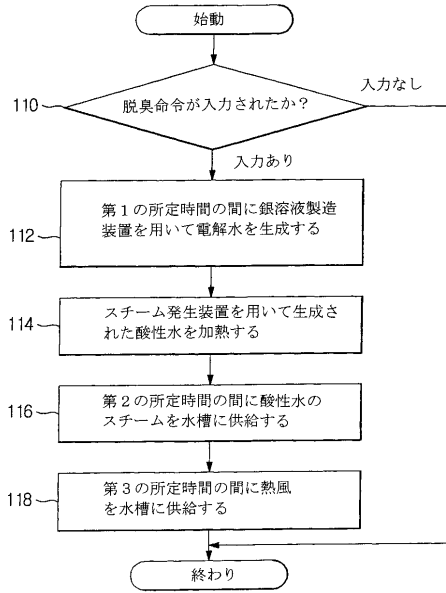 始動
110
脱臭命令が入力されたか？
入力なし
入力あり
112
第１の所定時間の間に銀溶液製造
装置を用いて電解水を生成する
114
スチーム発生装置を用いて生成さ
れた酸性水を加熱する
116
第２の所定時間の間に酸性水の
スチームを水槽に供給する
118
第３の所定時間の間に熱風
を水槽に供給する
終わり